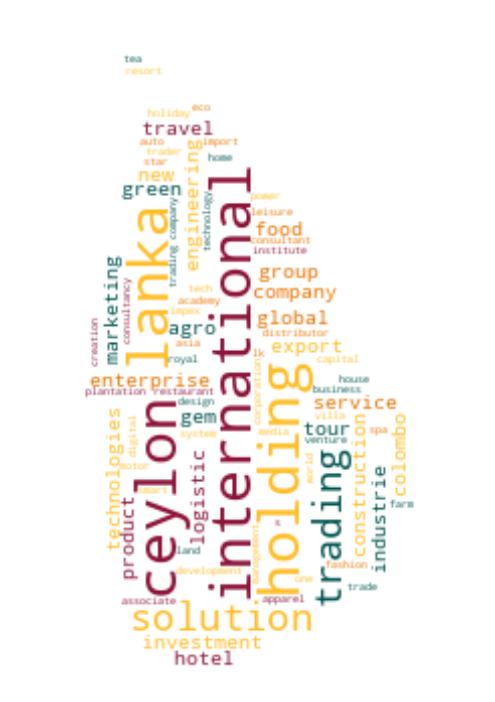 tea
resort
eco
holiday
travel
auto
import
trader
star
home
new
green
engineering
technology
company
trading
power
leisure
food
consultant
institute
international
lanka
group
company
tech
academy
impex
global
distributor
marketing
consultancy
creation
agro
asia
royal
export
lk
capital
enterprise
plantation
restaurant
house
business
service
design
gem
system
corporation
holding
media
villa
tour
venture
spa
technologies
digital
motor
smart
ceylon
logistic
product
world
trading
construction
colombo
industrie
farm
s
land
development
management
one
fashion
trade
associate
apparel
solution
investment
hotel